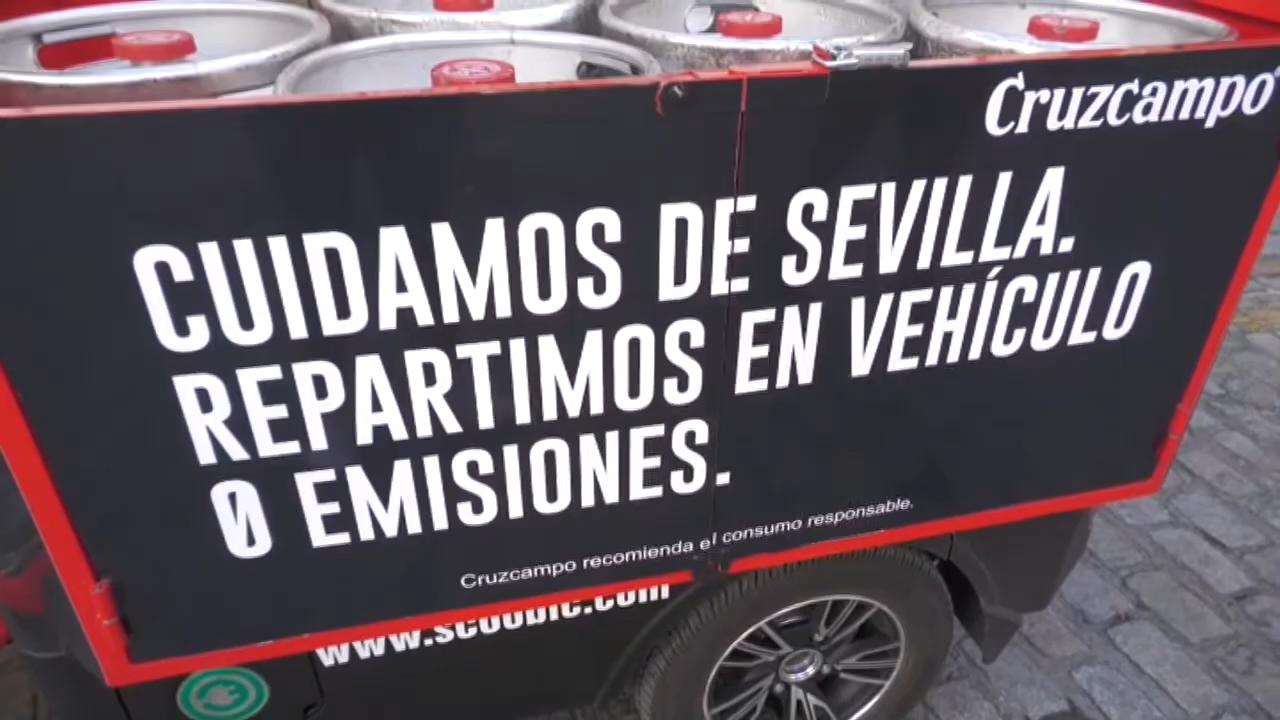 Cruzcampo
CUIDAMOS DE SEVILLA.
REPARTIMOS EN VEHÍCULO
0 EMISIONES.
Cruzcampo recomienda el consumo responsable.
www.scoobic.com